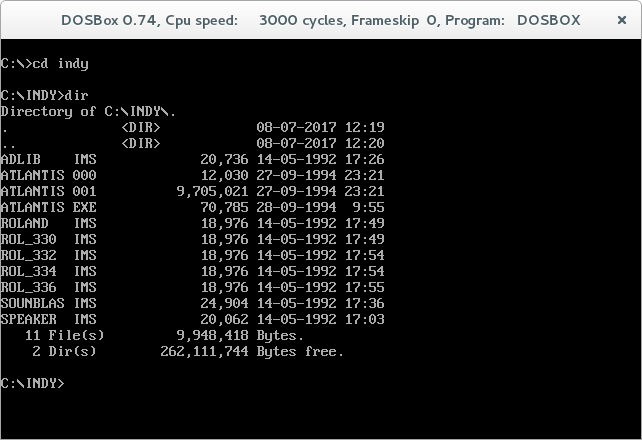 DOSBox 0.74, Cpu speed:    3000 cycles, Frameskip  0, Program:   DOSBOX
C:\>cd indy
C:\INDY>dir
Directory of C:\INDY\.
.              <DIR>            08-07-2017 12:19
..             <DIR>            08-07-2017 12:20
ADLIB    IMS             20,736 14-05-1992 17:26
ATLANTIS 000             12,030 27-09-1994 23:21
ATLANTIS 001          9,705,021 27-09-1994 23:21
ATLANTIS EXE             70,785 28-09-1994  9:55
ROLAND   IMS             18,976 14-05-1992 17:49
ROL_330  IMS             18,976 14-05-1992 17:49
ROL_332  IMS             18,976 14-05-1992 17:54
ROL_334  IMS             18,976 14-05-1992 17:54
ROL_336  IMS             18,976 14-05-1992 17:55
SOUNBLAS IMS             24,904 14-05-1992 17:36
SPEAKER  IMS             20,062 14-05-1992 17:03
   11 File(s)         9,948,418 Bytes.
    2 Dir(s)        262,111,744 Bytes free.
C:\INDY>